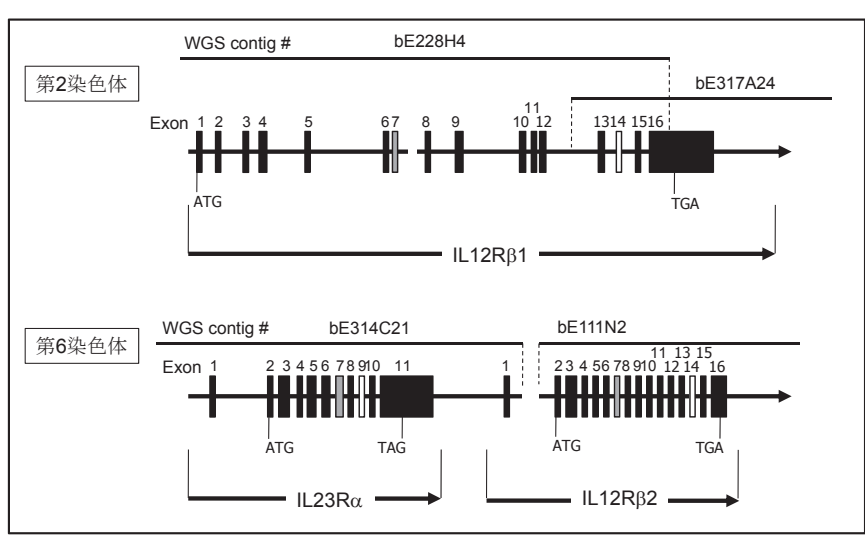 WGS contig # bE228H4
第2染色体
bE317A24
11
Exon 1 2 3 4 5 6 7 8 9 10 12 13 14 15 16
ATG TGA
IL12Rβ1
WGS contig # bE314C21 bE111N2
第6染色体
11 13 15
Exon 1 2 3 4 5 6 7 8 9 10 11 1 2 3 4 5 6 7 8 9 10 12 14 16
ATG TAG ATG TGA
IL23Rα IL12Rβ2